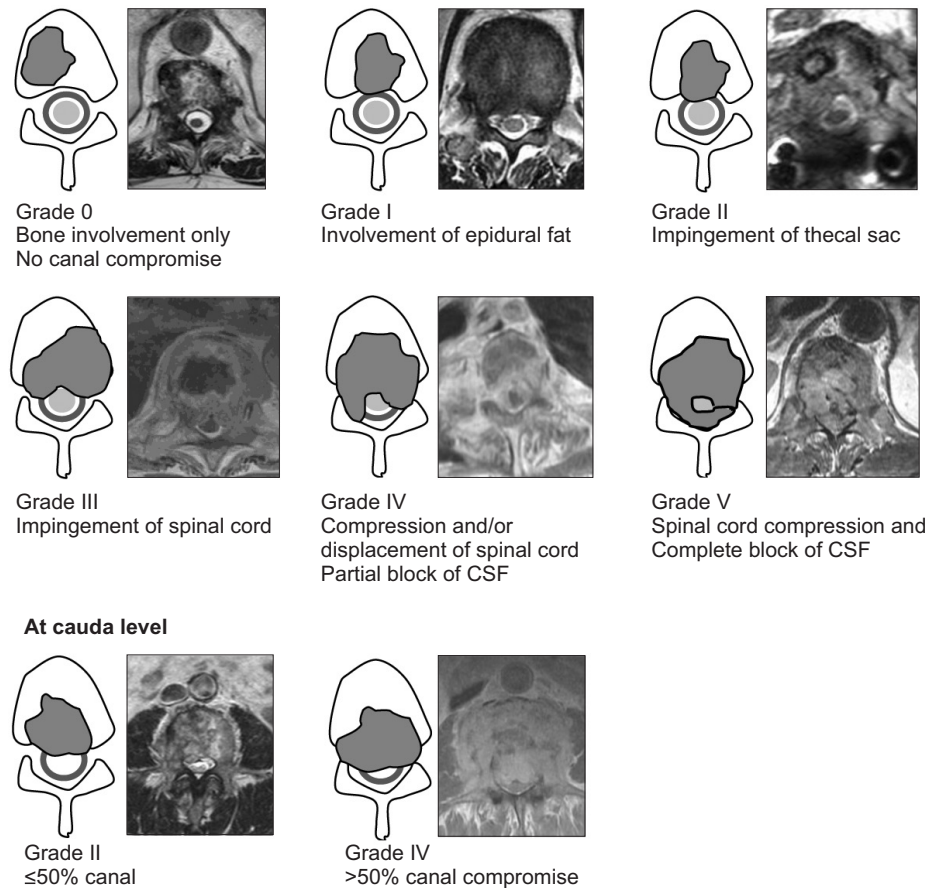 Grade 0
Bone involvement only
No canal compromise
Grade I
Involvement of epidural fat
Grade II
Impingement of thecal sac
Grade III
Impingement of spinal cord
Grade IV
Compression and/or
displacement of spinal cord
Partial block of CSF
Grade V
Spinal cord compression and
Complete block of CSF
At cauda level
Grade II
≤50% canal
Grade IV
>50% canal compromise